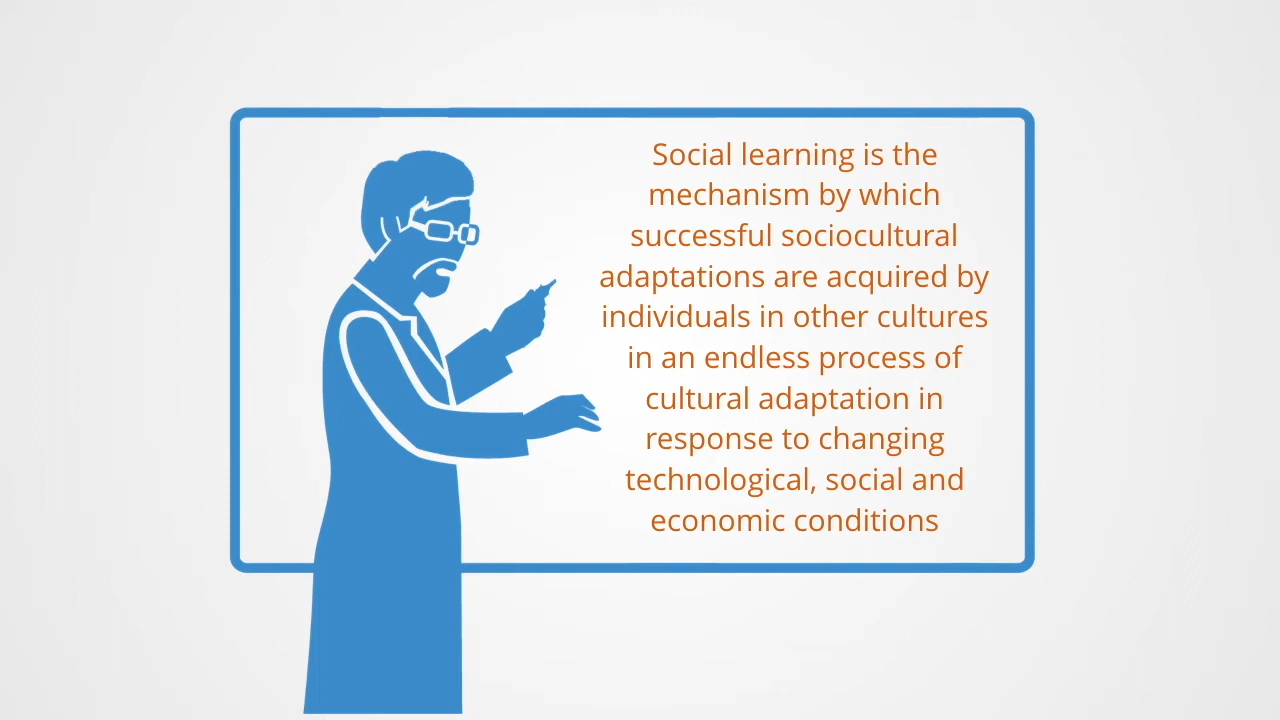 Social learning is the
mechanism by which
successful sociocultural
adaptations are acquired by
individuals in other cultures
in an endless process of
cultural adaptation in
response to changing
technological, social and
economic conditions